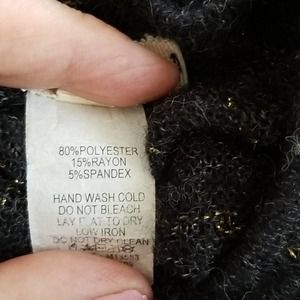 80%POLYESTER
15%RAYON
5%SPANDEX
HAND WASH COLD
DO NOT BLEACH
LAY FLAT TO DRY
LOW IRON
DO NOT DRY CLEAN